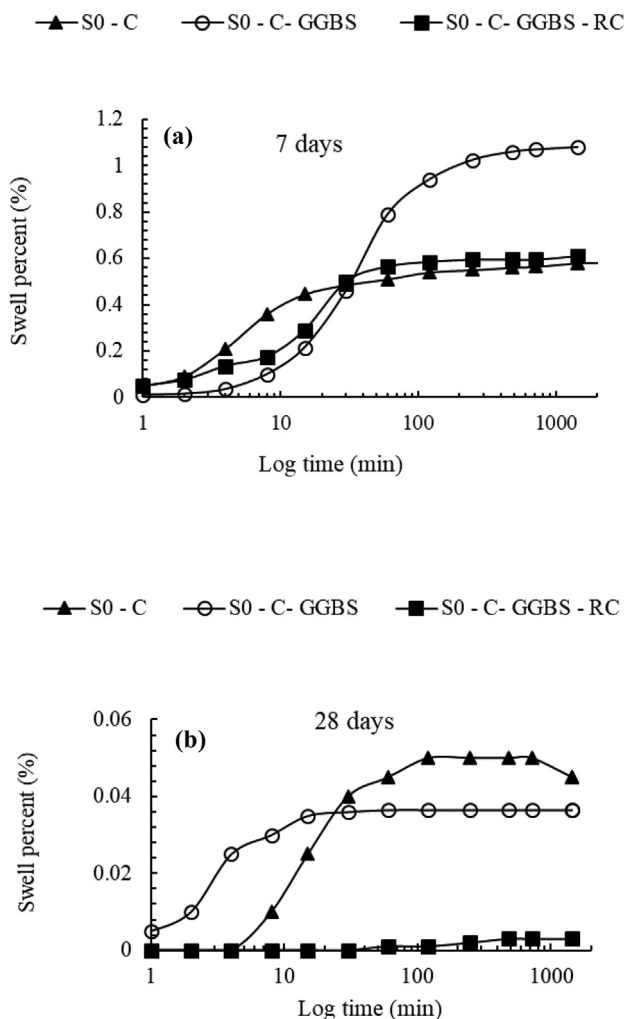 S0 - C S0 - C- GGBS S0 - C- GGBS - RC
(a) 7 days
1.2
1
0.8
0.6
0.4
0.2
0
Swell percent (%)
1 10 100 1000
Log time (min)
S0 - C S0 - C- GGBS S0 - C- GGBS - RC
(b) 28 days
0.06
0.04
0.02
0
Swell percent (%)
1 10 100 1000
Log time (min)